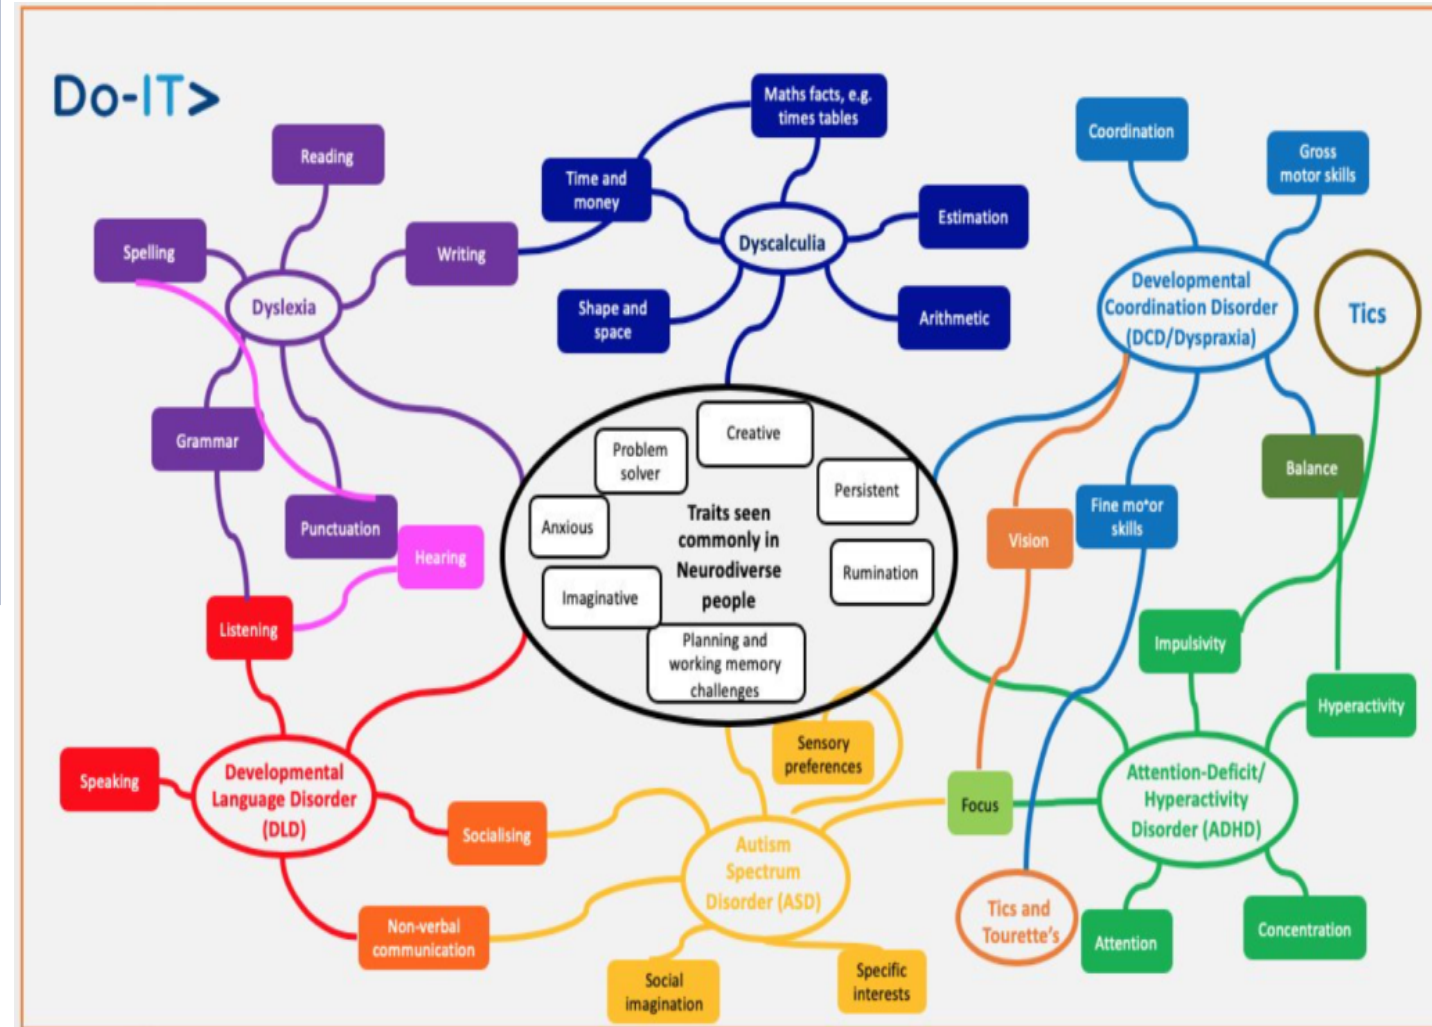 Do-IT>
Maths facts, e.g.
times tables
Coordination
Gross
motor skills
Reading
Time and
money
Estimation
Spelling
Writing
Dyscalculia
Developmental
Coordination Disorder
(DCD/Dyspraxia)
Tics
Dyslexia
Shape and
space
Arithmetic
Grammar
Creative
Problem
solver
Balance
Persistent
Punctuation
Anxious
Traits seen
commonly in
Neurodiverse
people
Fine mo*or
skills
Vision
Hearing
Rumination
Imaginative
Listening
Planning and
working memory
challenges
Impulsivity
Hyperactivity
Sensory
preferences
Speaking
Developmental
Language Disorder
(DLD)
Focus
Attention-Deficit/
Hyperactivity
Disorder (ADHD)
Socialising
Autism
Spectrum
Disorder (ASD)
Non-verbal
communication
Tics and
Tourette’s
Attention
Concentration
Social
imagination
Specific
interests